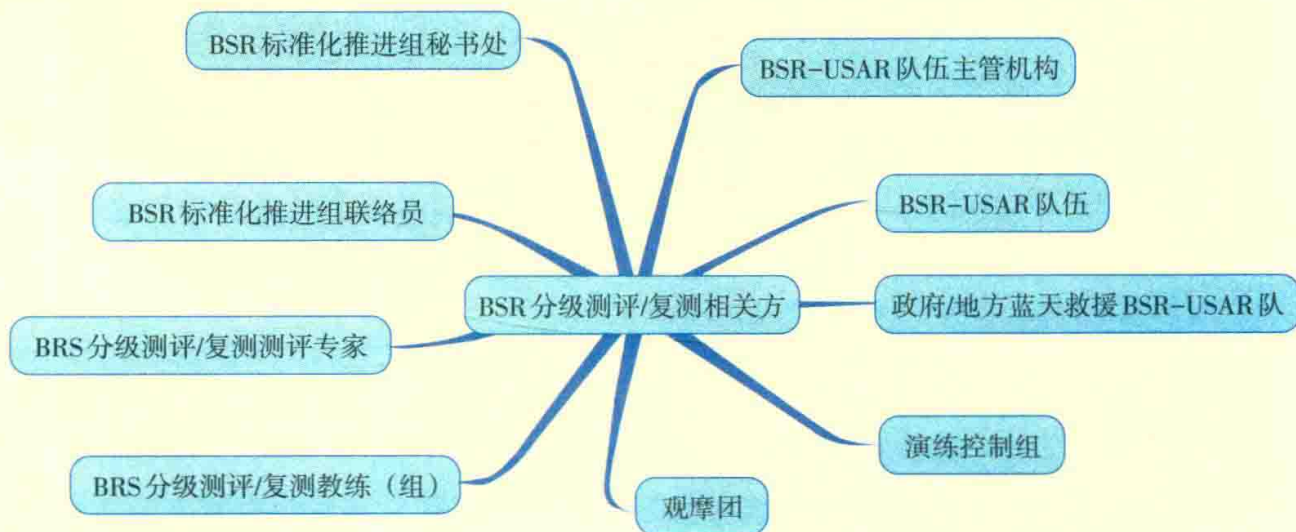 BSR标准化推进组秘书处
BSR-USAR队伍主管机构
BSR标准化推进组联络员
BSR-USAR队伍
BSR分级测评/复测相关方
政府/地方蓝天救援BSR-USAR队
BRS分级测评/复测测评专家
演练控制组
BRS分级测评/复测教练（组）
观摩团